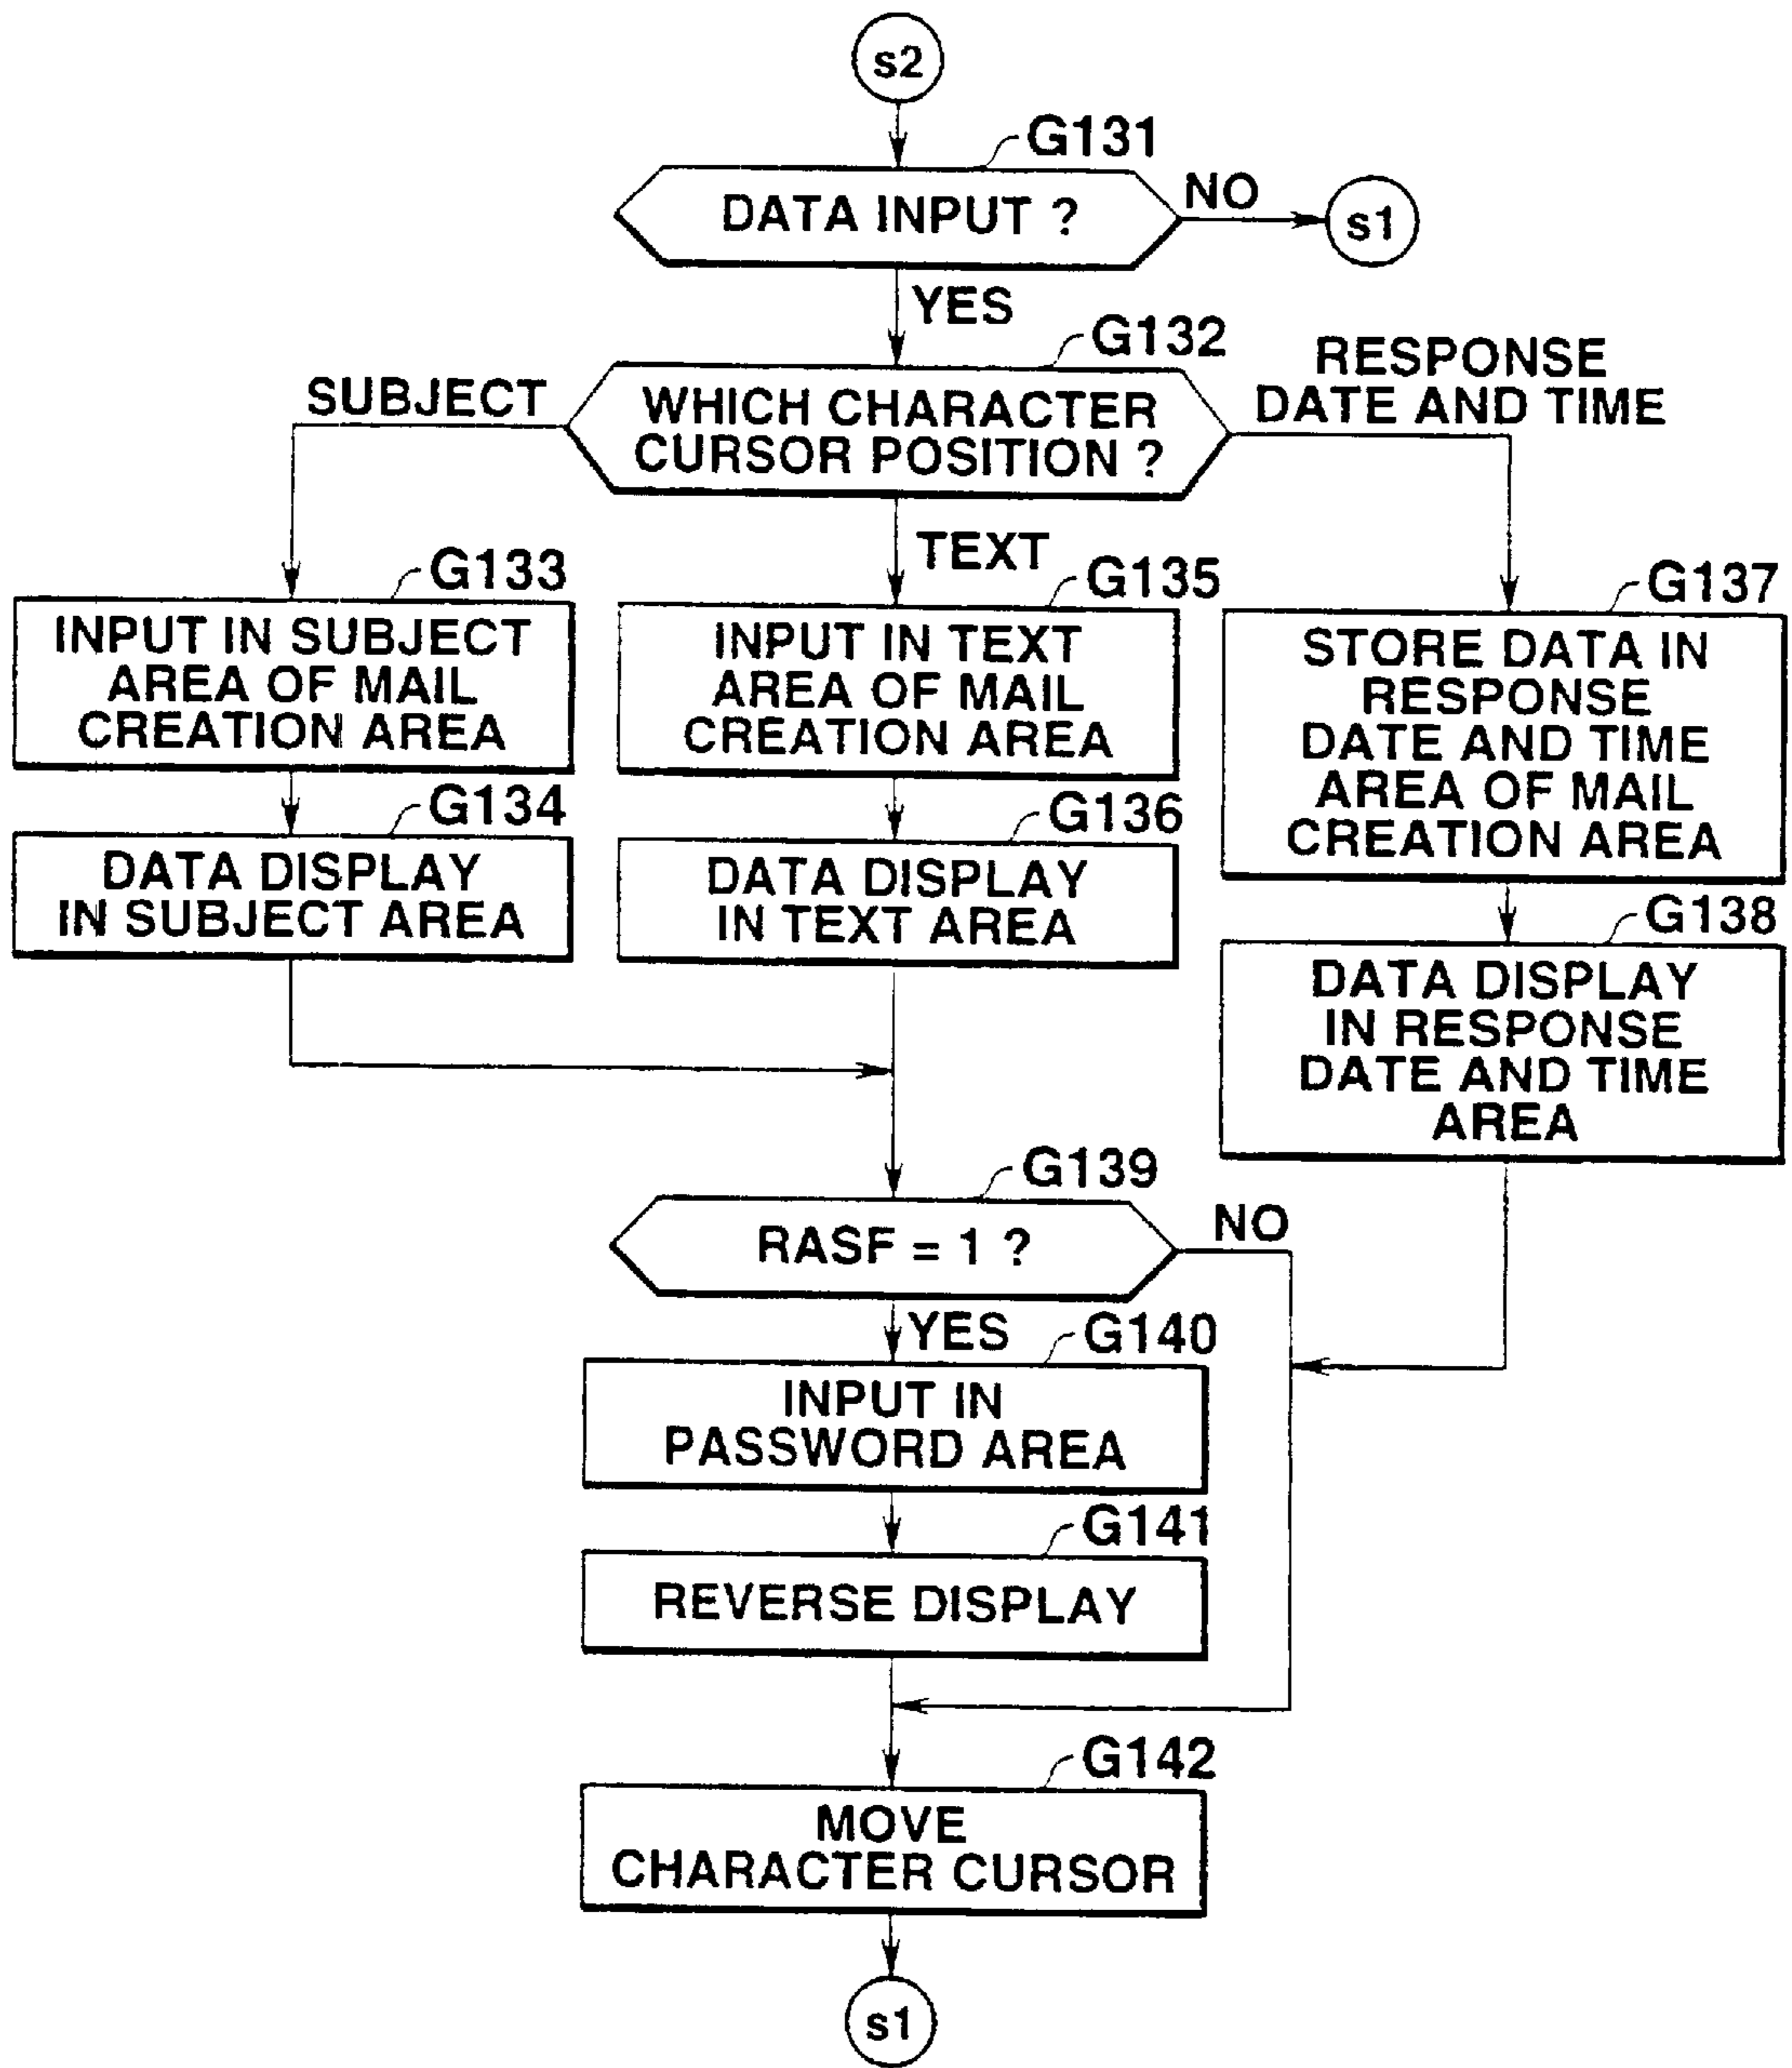 s2
G131
DATA INPUT ?
NO
s1
YES
G132
RESPONSE
DATE AND TIME
SUBJECT
WHICH CHARACTER
CURSOR POSITION ?
TEXT
G133
INPUT IN SUBJECT
AREA OF MAIL
CREATION AREA
G135
INPUT IN TEXT
AREA OF MAIL
CREATION AREA
G137
STORE DATA IN
RESPONSE
DATE AND TIME
AREA OF MAIL
CREATION AREA
G134
DATA DISPLAY
IN SUBJECT AREA
G136
DATA DISPLAY
IN TEXT AREA
G138
DATA DISPLAY
IN RESPONSE
DATE AND TIME
AREA
G139
RASF = 1 ?
NO
YES
G140
INPUT IN
PASSWORD AREA
G141
REVERSE DISPLAY
G142
MOVE
CHARACTER CURSOR
s1